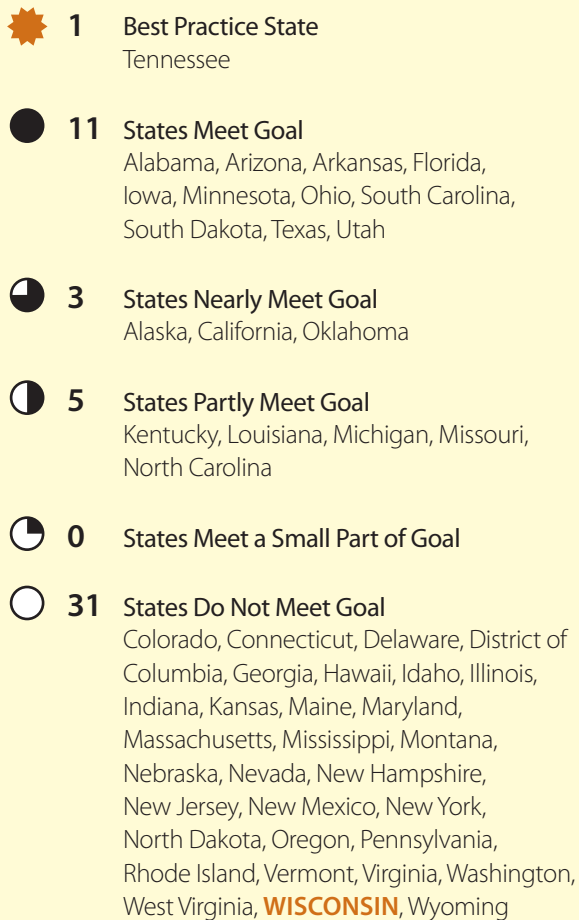 1 Best Practice State
Tennessee
11 States Meet Goal
Alabama, Arizona, Arkansas, Florida,
Iowa, Minnesota, Ohio, South Carolina,
South Dakota, Texas, Utah
3 States Nearly Meet Goal
Alaska, California, Oklahoma
5 States Partly Meet Goal
Kentucky, Louisiana, Michigan, Missouri,
North Carolina
0 States Meet a Small Part of Goal
31 States Do Not Meet Goal
Colorado, Connecticut, Delaware, District of
Columbia, Georgia, Hawaii, Idaho, Illinois,
Indiana, Kansas, Maine, Maryland,
Massachusetts, Mississippi, Montana,
Nebraska, Nevada, New Hampshire,
New Jersey, New Mexico, New York,
North Dakota, Oregon, Pennsylvania,
Rhode Island, Vermont, Virginia, Washington,
West Virginia, WISCONSIN, Wyoming